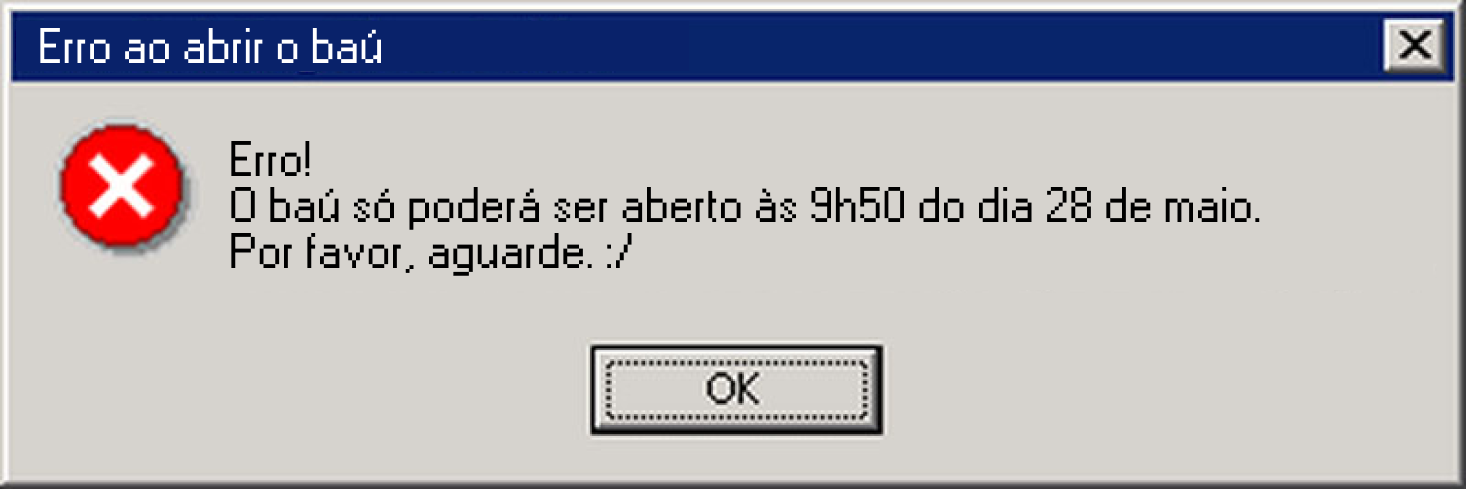 Erro ao abrir o baú
Erro!
O baú só poderá ser aberto às 9h50 do dia 28 de maio.
Por favor, aguarde. :/
OK